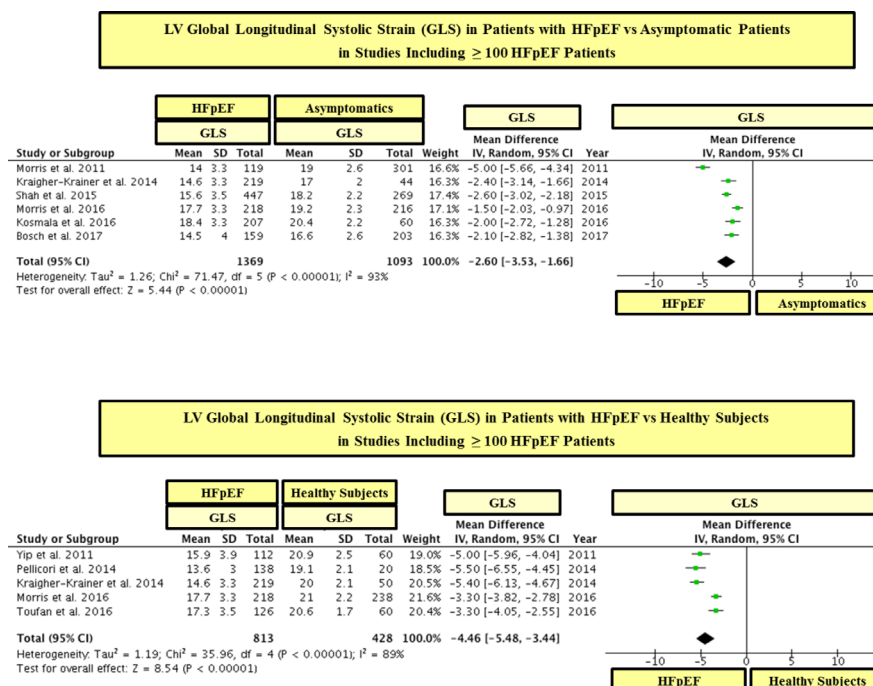 LV Global Longitudinal Systolic Strain (GLS) in Patients with HFpEF vs Asymptomatic Patients
in Studies Including ≥ 100 HFpEF Patients
HFpEF Asymptomatics GLS GLS
GLS GLS
Mean Difference Mean Difference
Study or Subgroup Mean SD Total Mean SD Total Weight IV, Random, 95% CI Year IV, Random, 95% CI
Morris et al. 2011 14 3.3 119 19 2.6 301 16.6% -5.00 [-5.66, -4.34] 2011
Kraigher-Krainer et al. 2014 14.6 3.3 219 17 2 44 16.3% -2.40 [-3.14, -1.66] 2014
Shah et al. 2015 15.6 3.5 447 18.2 2.2 269 17.4% -2.60 [-3.02, -2.18] 2015
Morris et al. 2016 17.7 3.3 218 19.2 2.3 216 17.1% -1.50 [-2.03, -0.97] 2016
Kosmala et al. 2016 18.4 3.3 207 20.4 2.2 60 16.3% -2.00 [-2.72, -1.28] 2016
Bosch et al. 2017 14.5 4 159 16.6 2.6 203 16.3% -2.10 [-2.82, -1.38] 2017
Total (95% CI) 1369 1093 100.0% -2.60 [-3.53, -1.66]
Heterogeneity: Tau² = 1.26; Chi² = 71.47, df = 5 (P < 0.00001); I² = 93%
Test for overall effect: Z = 5.44 (P < 0.00001)
-10 -5 0 5 10
HFpEF Asymptomatics
LV Global Longitudinal Systolic Strain (GLS) in Patients with HFpEF vs Healthy Subjects
in Studies Including ≥ 100 HFpEF Patients
HFpEF Healthy Subjects GLS GLS
GLS GLS
Mean Difference Mean Difference
Study or Subgroup Mean SD Total Mean SD Total Weight IV, Random, 95% CI Year IV, Random, 95% CI
Yip et al. 2011 15.9 3.9 112 20.9 2.5 60 19.0% -5.00 [-5.96, -4.04] 2011
Pellicori et al. 2014 13.6 3 138 19.1 2.1 20 18.5% -5.50 [-6.55, -4.45] 2014
Kraigher-Krainer et al. 2014 14.6 3.3 219 20 2.1 50 20.5% -5.40 [-6.13, -4.67] 2014
Morris et al. 2016 17.7 3.3 218 21 2.2 238 21.6% -3.30 [-3.82, -2.78] 2016
Toufan et al. 2016 17.3 3.5 126 20.6 1.7 60 20.4% -3.30 [-4.05, -2.55] 2016
Total (95% CI) 813 428 100.0% -4.46 [-5.48, -3.44]
Heterogeneity: Tau² = 1.19; Chi² = 35.96, df = 4 (P < 0.00001); I² = 89%
Test for overall effect: Z = 8.54 (P < 0.00001)
-10 -5 0 5 10
HFpEF Healthy Subjects